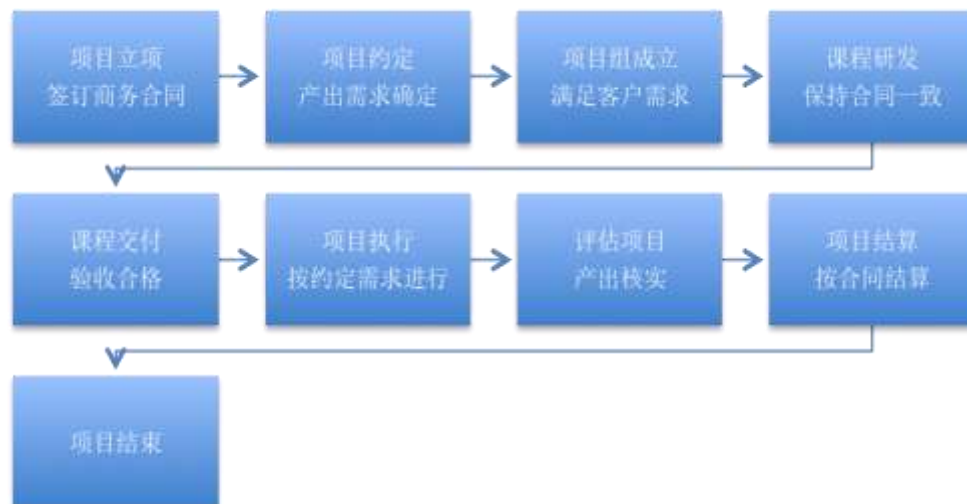 项目立项
签订商务合同
项目约定
产出需求确定
项目组成立
满足客户需求
课程研发
保持合同一致
课程交付
验收合格
项目执行
按约定需求进行
评估项目
产出核实
项目结算
按合同结算
项目结束